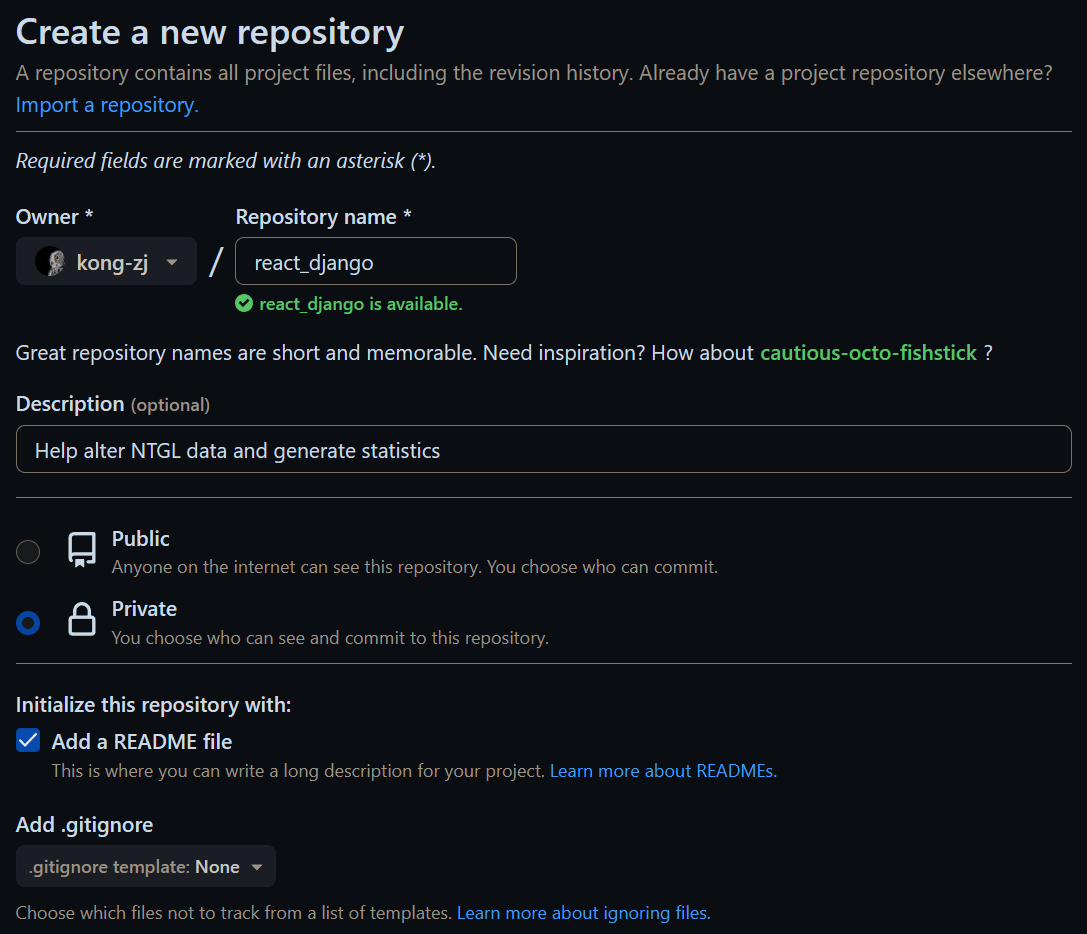 Create a new repository
A repository contains all project files, including the revision history. Already have a project repository elsewhere?
Import a repository.
Required fields are marked with an asterisk (*).
Owner *
Repository name *
kong-zj
/
react_django
react_django is available.
Great repository names are short and memorable. Need inspiration? How about cautious-octo-fishstick ?
Description (optional)
Help alter NTGL data and generate statistics
Public
Anyone on the internet can see this repository. You choose who can commit.
Private
You choose who can see and commit to this repository.
Initialize this repository with:
Add a README file
This is where you can write a long description for your project. Learn more about READMEs.
Add .gitignore
.gitignore template: None
Choose which files not to track from a list of templates. Learn more about ignoring files.